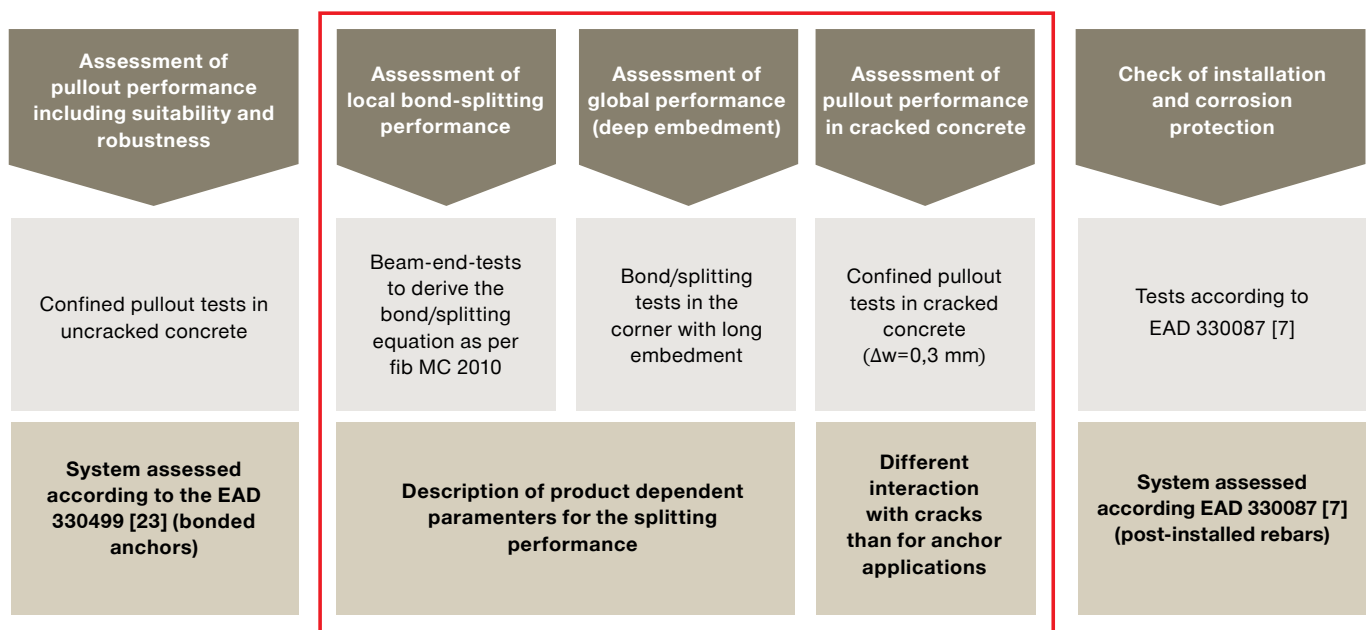 Assessment of
pullout performance
including suitability and
robustness
Assessment of
local bond-splitting
performance
Assessment of
global performance
(deep embedment)
Assessment of
pullout performance
in cracked concrete
Check of installation
and corrosion
protection
Confined pullout tests in
uncracked concrete
Beam-end-tests
to derive the
bond/splitting
equation as per
fib MC 2010
Bond/splitting
tests in the
corner with long
embedment
Confined pullout
tests in cracked
concrete
(Δw=0,3 mm)
Tests according to
EAD 330087 [7]
System assessed
according to the EAD
330499 [23] (bonded
anchors)
Description of product dependent
paramenters for the splitting
performance
Different
interaction
with cracks
than for anchor
applications
System assessed
according EAD 330087 [7]
(post-installed rebars)